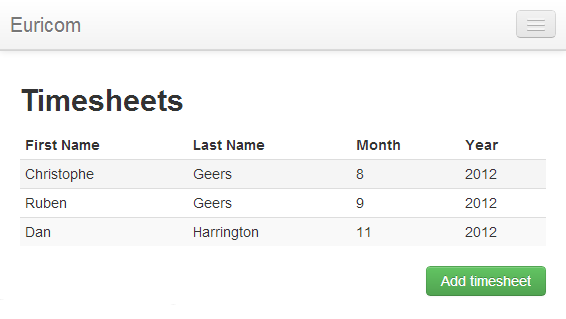 Euricom
Timesheets
First Name Last Name Month Year
Christophe Geers 8 2012
Ruben Geers 9 2012
Dan Harrington 11 2012
Add timesheet